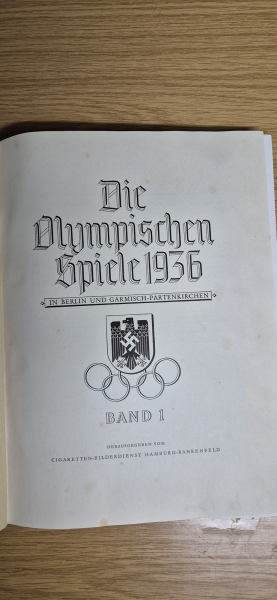 Die
Olympischen
Spiele 1936
IN BERLIN UND GARMISCH-PARTENKIRCHEN
BAND 1
HERAUSGEGEBEN VOM
CIGARETTEN-BILDERDIENST HAMBURG-BAHRENFELD